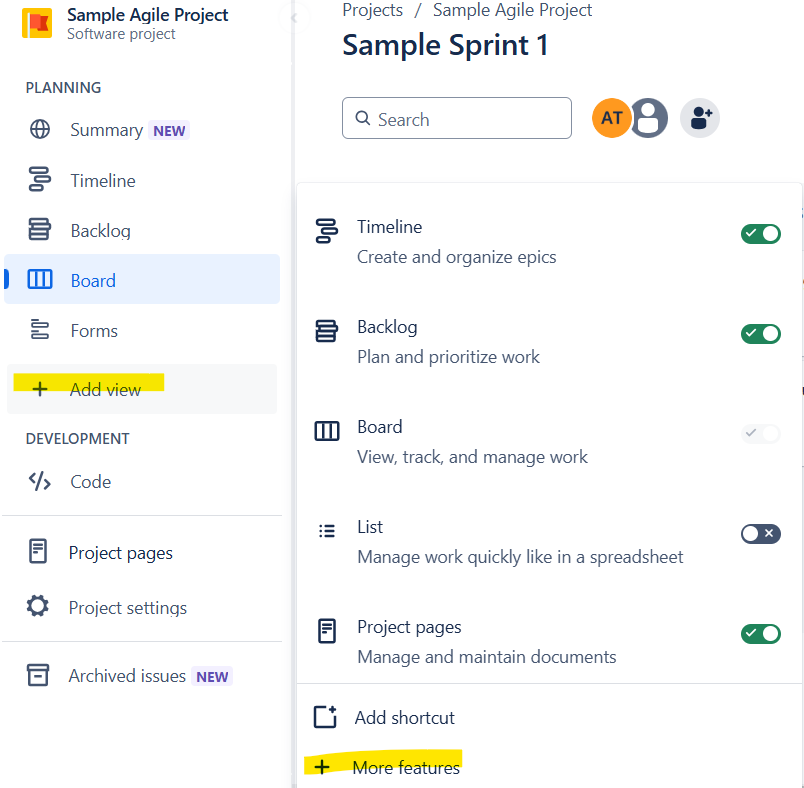 Sample Agile Project
Software project
PLANNING
Summary NEW
Timeline
Backlog
Board
Forms
+ Add view
DEVELOPMENT
</> Code
Project pages
Project settings
Archived issues NEW
Projects / Sample Agile Project
Sample Sprint 1
Search
AT
Timeline
Create and organize epics
Backlog
Plan and prioritize work
Board
View, track, and manage work
List
Manage work quickly like in a spreadsheet
Project pages
Manage and maintain documents
Add shortcut
+ More features